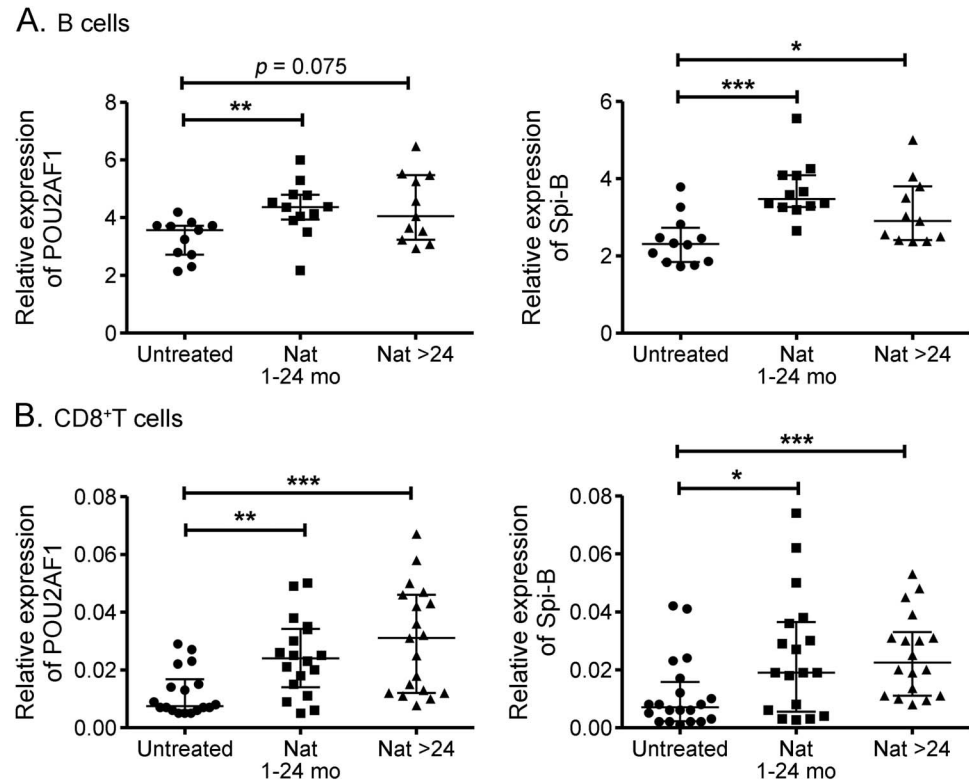 A. B cells
p = 0.075
**
8
6
4
2
0
Relative expression
of POU2AF1
Untreated
Nat
1-24 mo
Nat >24
*
***
6
4
2
0
Relative expression
of Spi-B
Untreated
Nat
1-24 mo
Nat >24
B. CD8⁺T cells
***
**
0.08
0.06
0.04
0.02
0.00
Relative expression
of POU2AF1
Untreated
Nat
1-24 mo
Nat >24
***
*
0.08
0.06
0.04
0.02
0.00
Relative expression
of Spi-B
Untreated
Nat
1-24 mo
Nat >24